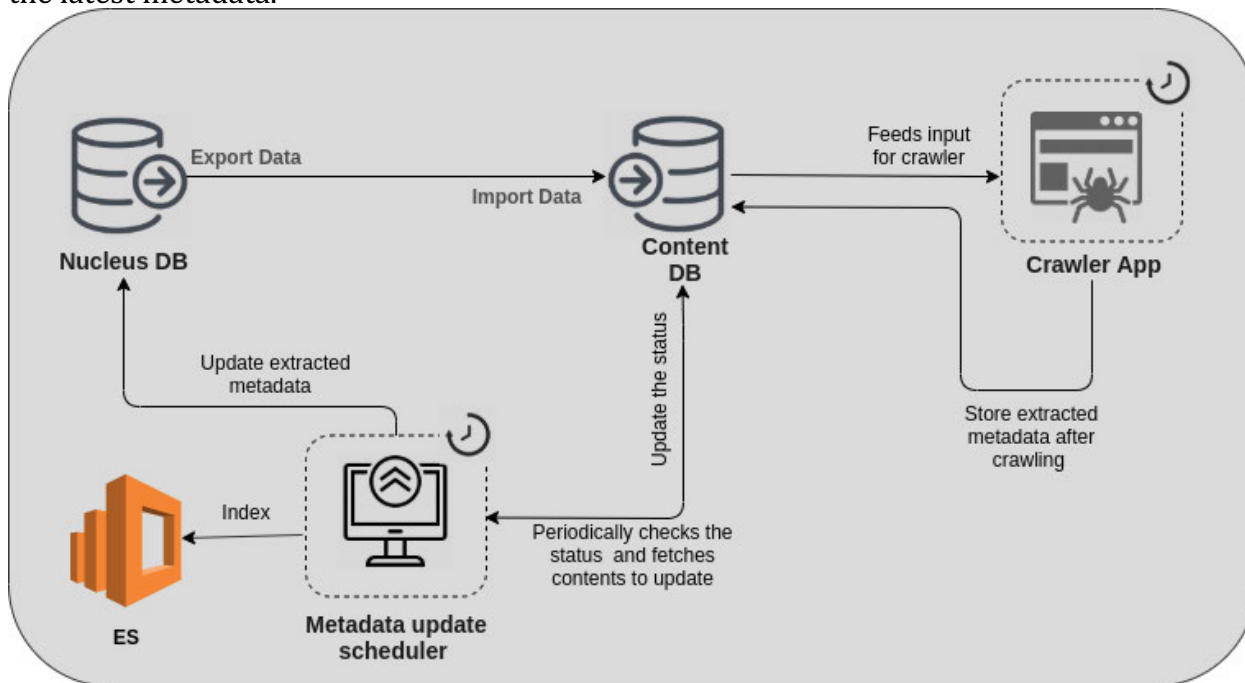 the latest metadata.
Export Data
Import Data
Nucleus DB
Content
DB
Feeds input
for crawler
Crawler App
Update extracted
metadata
Update the status
Store extracted
metadata after
crawling
Index
ES
Periodically checks the
status and fetches
contents to update
Metadata update
scheduler